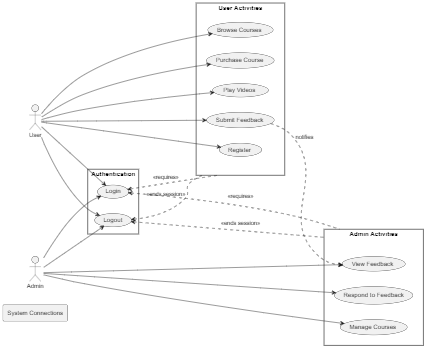 User Activities
Browse Courses
Purchase Course
Play Videos
Submit Feedback
Register
User
«notifies»
Authentication
Login
Logout
«requires»
«ends session»
«requires»
«ends session»
Admin Activities
View Feedback
Respond to Feedback
Manage Courses
Admin
System Connections